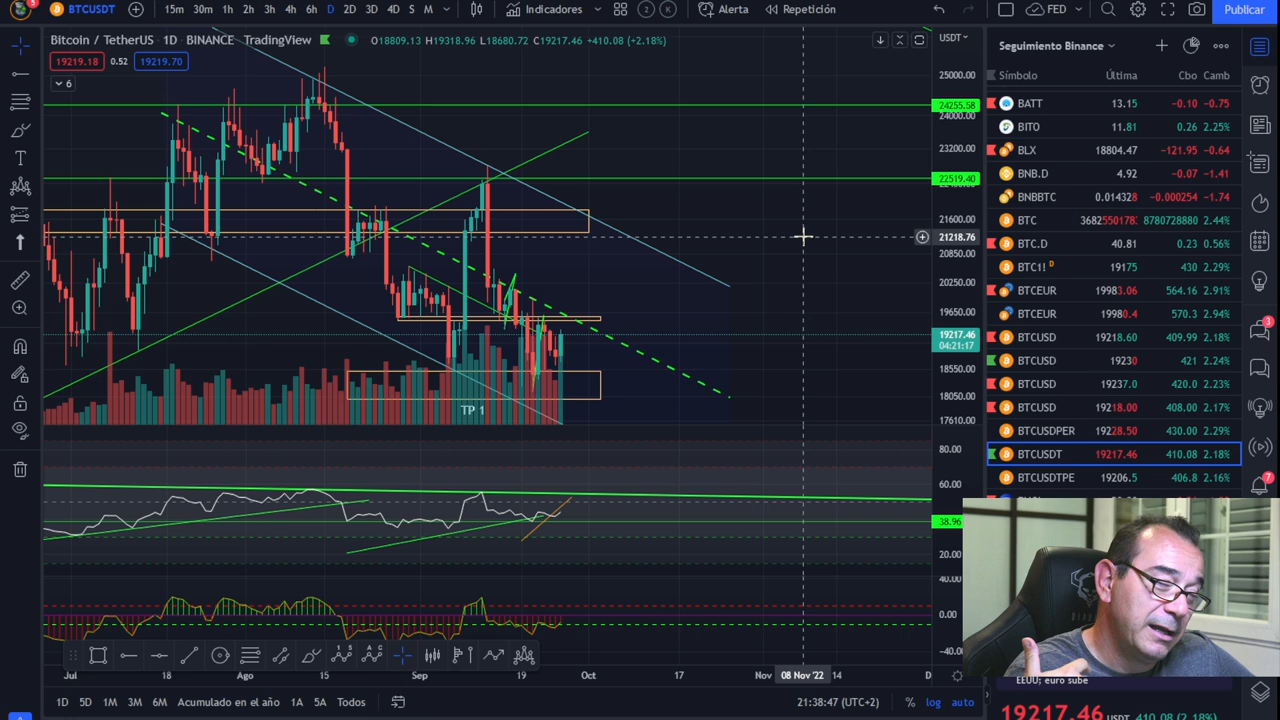 5 BTCUSDT 15m 30m 1h 2h 3h 4h 6h D 2D 3D 4D S M Indicadores 2 K Alerta Repetición FED Publicar
Bitcoin / TetherUS · 1D · BINANCE · TradingView O18809.13 H19318.96 L18680.72 C19217.46 +410.08 (+2.18%) USDT
19219.18 0.52 19219.70
6
25000.00
24255.58
24000.00
23200.00
22519.40
21600.00
21218.76
20850.00
20250.00
19650.00
19217.46
04:21:17
18550.00
18050.00
17610.00
TP 1
80.00
60.00
38.96
20.00
40.00
0.00
-40.00
Jul 18 Ago 15 Sep 19 Oct 17 Nov 08 Nov '22 14 D
1D 5D 1M 3M 6M Acumulado en el año 1A 5A Todos 21:38:47 (UTC+2) % log auto
Seguimiento Binance
Símbolo Última Cbo Camb
BATT 13.15 −0.10 −0.75
BITO 11.81 0.26 2.25%
BLX 18804.47 −121.95 −0.64
BNB.D 4.92 −0.07 −1.41
BNBBTC 0.014328 −0.000254 −1.74
BTC 368255017 8780728880 2.44%
BTC.D 40.81 0.23 0.56%
BTC1! D 19175 430 2.29%
BTCEUR 19983.06 564.16 2.91%
BTCEUR 19980.4 570.3 2.94%
BTCUSD 19218.60 409.99 2.18%
BTCUSD 19230 421 2.24%
BTCUSD 19237.0 420.0 2.23%
BTCUSD 19218.00 408.00 2.17%
BTCUSDPER 19228.50 430.00 2.29%
BTCUSDT 19217.46 410.08 2.18%
BTCUSDTPE 19206.5 406.8 2.16%
3
7
EEUU; euro sube
19217.46 USDT 410.08 (2.18%)